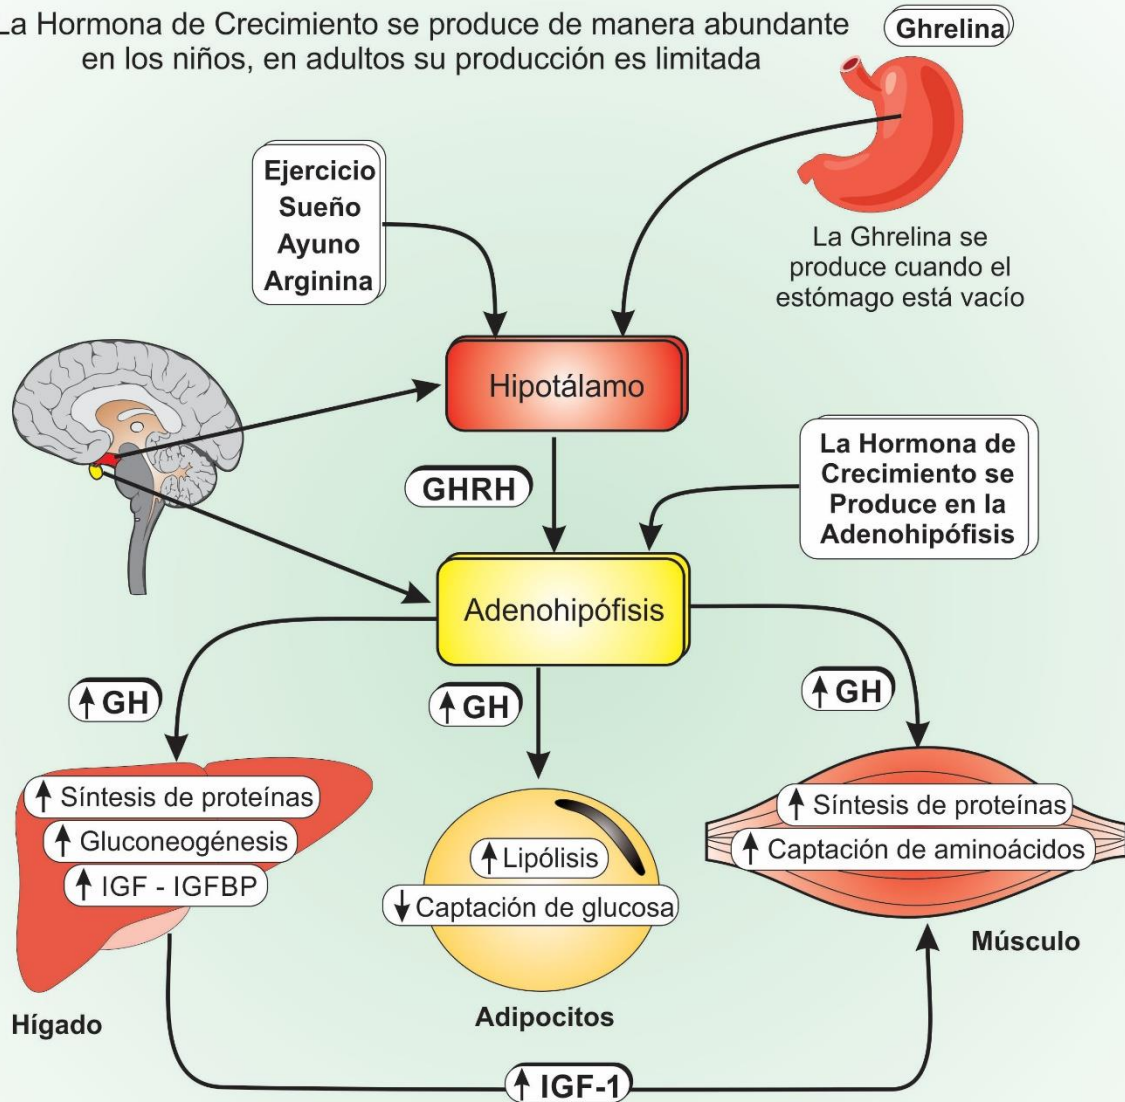 La Hormona de Crecimiento se produce de manera abundante
en los niños, en adultos su producción es limitada
Ghrelina
Ejercicio
Sueño
Ayuno
Arginina
La Ghrelina se
produce cuando el
estómago está vacío
Hipotálamo
GHRH
La Hormona de
Crecimiento se
Produce en la
Adenohipófisis
Adenohipófisis
↑ GH
↑ GH
↑ GH
↑ Síntesis de proteínas
↑ Gluconeogénesis
↑ IGF - IGFBP
Hígado
↑ Lipólisis
↓ Captación de glucosa
Adipocitos
↑ Síntesis de proteínas
↑ Captación de aminoácidos
Músculo
↑ IGF-1